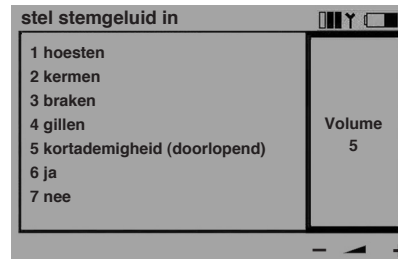 stel stemgeluid in
1 hoesten
2 kermen
3 braken
4 gillen
5 kortademigheid (doorlopend)
6 ja
7 nee
Volume
5